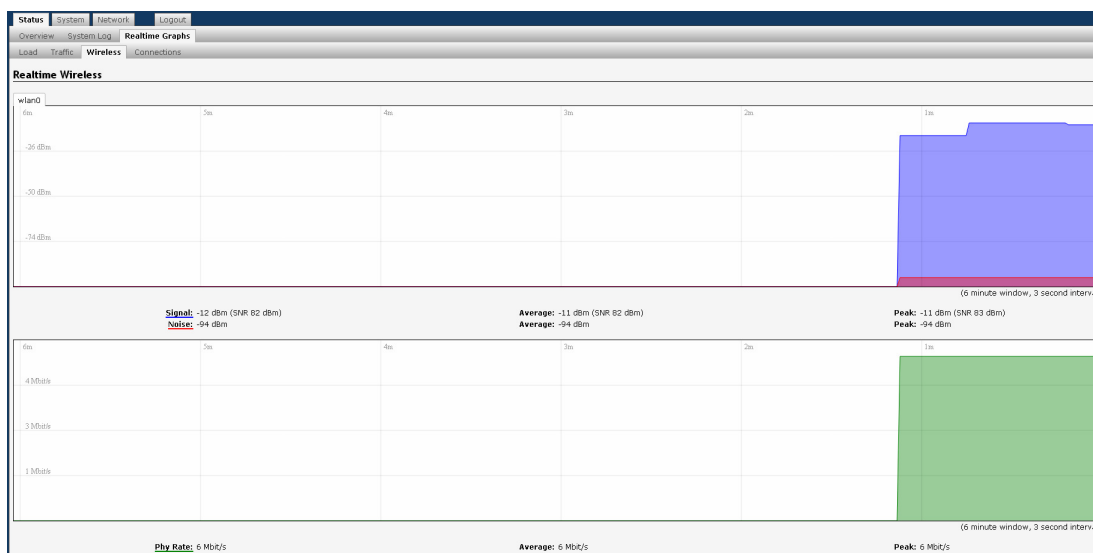 Status System Network Logout
Overview System Log Realtime Graphs
Load Traffic Wireless Connections
Realtime Wireless
wlan0
6m 5m 4m 3m 2m 1m
-26 dBm
-50 dBm
-74 dBm
(6 minute window, 3 second interv
Signal: -12 dBm (SNR 82 dBm) Average: -11 dBm (SNR 82 dBm) Peak: -11 dBm (SNR 83 dBm)
Noise: -94 dBm Average: -94 dBm Peak: -94 dBm
6m 5m 4m 3m 2m 1m
4 Mbit/s
3 Mbit/s
1 Mbit/s
(6 minute window, 3 second interv
Phy Rate: 6 Mbit/s Average: 6 Mbit/s Peak: 6 Mbit/s